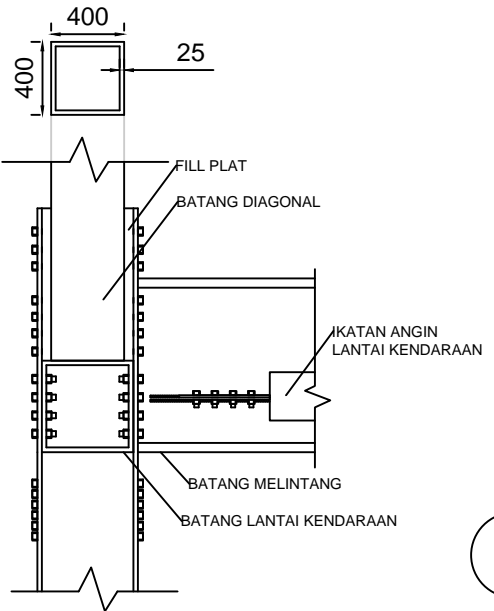 400
25
400
FILL PLAT
BATANG DIAGONAL
IKATAN ANGIN
LANTAI KENDARAAN
BATANG MELINTANG
BATANG LANTAI KENDARAAN